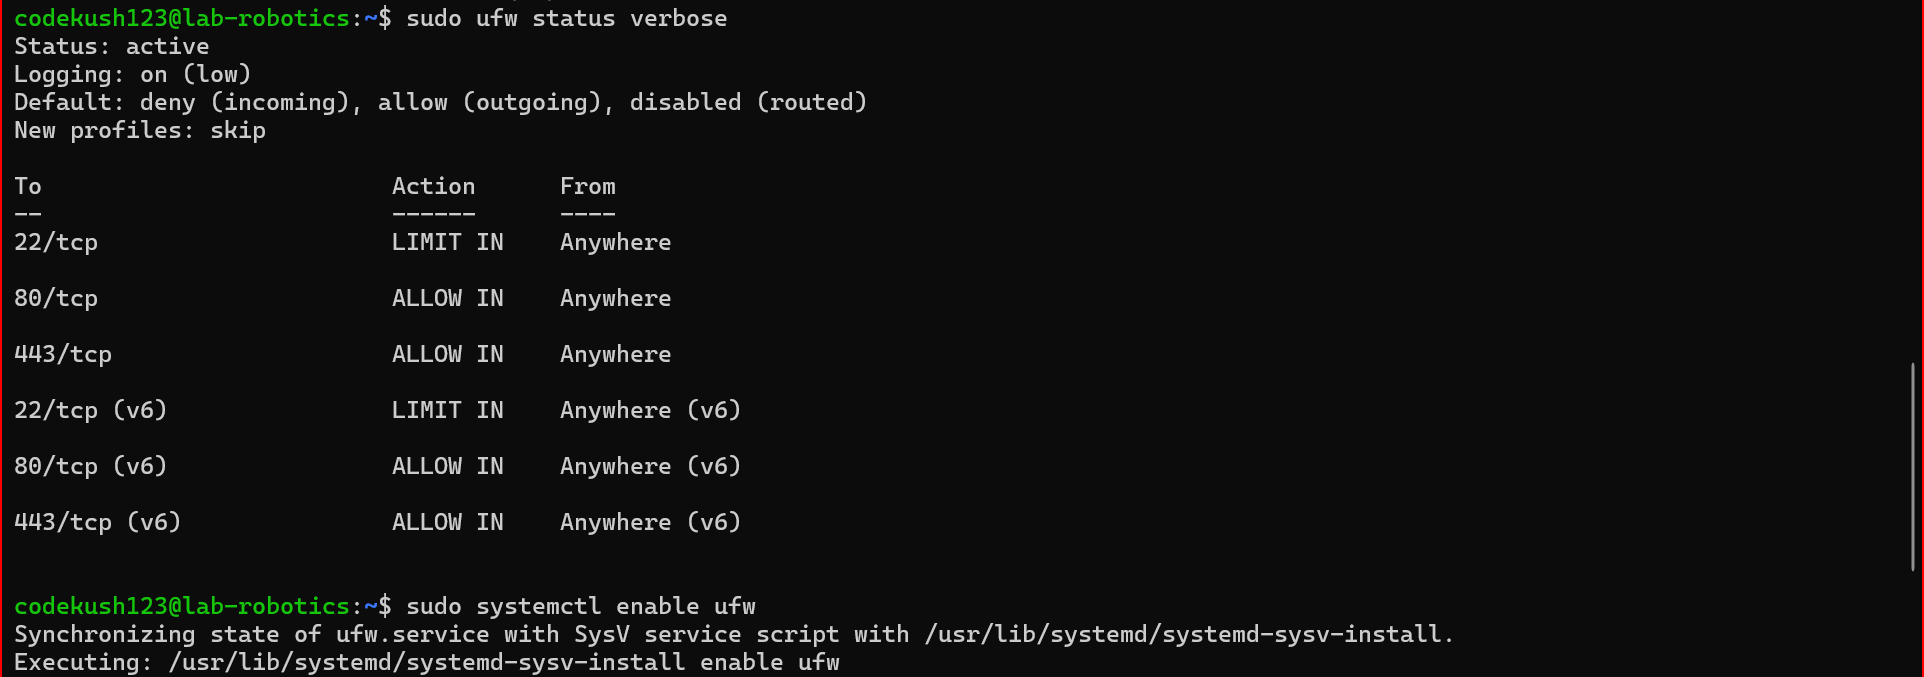 codekush123@lab-robotics:~$ sudo ufw status verbose
Status: active
Logging: on (low)
Default: deny (incoming), allow (outgoing), disabled (routed)
New profiles: skip
To                         Action      From
--                         ------      ----
22/tcp                     LIMIT IN    Anywhere
80/tcp                     ALLOW IN    Anywhere
443/tcp                    ALLOW IN    Anywhere
22/tcp (v6)                LIMIT IN    Anywhere (v6)
80/tcp (v6)                ALLOW IN    Anywhere (v6)
443/tcp (v6)               ALLOW IN    Anywhere (v6)
codekush123@lab-robotics:~$ sudo systemctl enable ufw
Synchronizing state of ufw.service with SysV service script with /usr/lib/systemd/systemd-sysv-install.
Executing: /usr/lib/systemd/systemd-sysv-install enable ufw